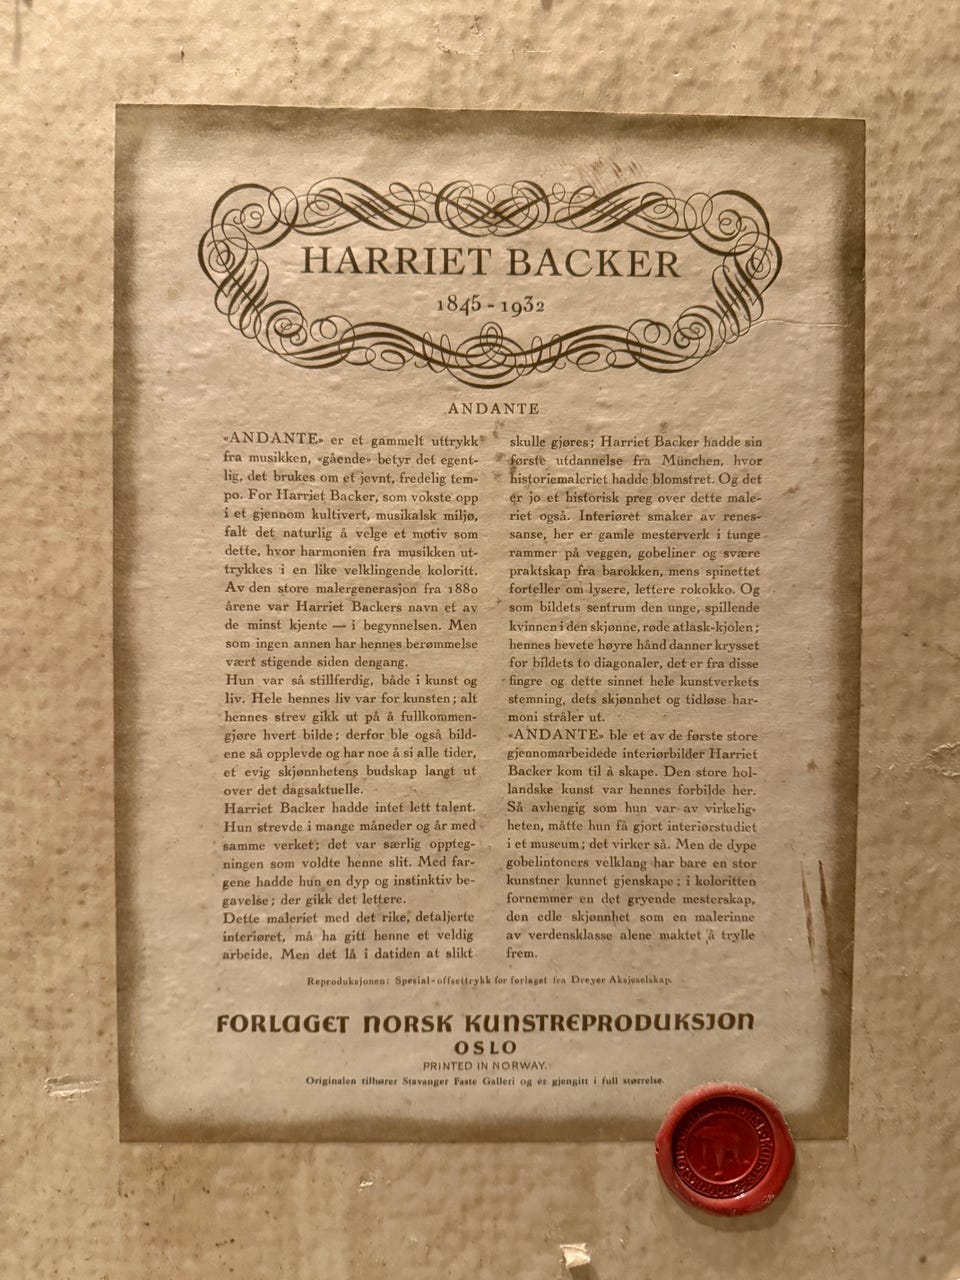 HARRIET BACKER
1845 - 1932
ANDANTE
«ANDANTE» er et gammelt uttrykk
fra musikken, «gående» betyr det egent-
lig, det brukes om et jevnt, fredelig tem-
po. For Harriet Backer, som vokste opp
i et gjennom kultivert, musikalsk miljø,
falt det naturlig å velge et motiv som
dette, hvor harmonien fra musikken ut-
trykkes i en like velklingende koloritt.
Av den store malergenerasjon fra 1880
årene var Harriet Backers navn et av
de minst kjente — i begynnelsen. Men
som ingen annen har hennes berømmelse
vært stigende siden dengang.
Hun var så stillferdig, både i kunst og
liv. Hele hennes liv var for kunsten; alt
hennes strev gikk ut på å fullkommen-
gjøre hvert bilde; derfor ble også bild-
ene så opplevde og har noe å si alle tider,
et evig skjønnhetens budskap langt ut
over det dagsaktuelle.
Harriet Backer hadde intet lett talent.
Hun strevde i mange måneder og år med
samme verket; det var særlig oppteg-
ningen som voldte henne slit. Med far-
gene hadde hun en dyp og instinktiv be-
gavelse; der gikk det lettere.
Dette maleriet med det rike, detaljerte
interiøret, må ha gitt henne et veldig
arbeide. Men det lå i datiden at slikt
skulle gjøres; Harriet Backer hadde sin
første utdannelse fra München, hvor
historiemaleriet hadde blomstret. Og det
er jo et historisk preg over dette male-
riet også. Interiøret smaker av renes-
sanse, her er gamle mesterverk i tunge
rammer på veggen, gobeliner og svære
praktskap fra barokken, mens spinettet
forteller om lysere, lettere rokokko. Og
som bildets sentrum den unge, spillende
kvinnen i den skjønne, røde atlask-kjolen;
hennes hevete høyre hånd danner krysset
for bildets to diagonaler, det er fra disse
fingre og dette sinnet hele kunstverkets
stemning, dets skjønnhet og tidløse har-
moni stråler ut.
«ANDANTE» ble et av de første store
gjennomarbeidede interiørbilder Harriet
Backer kom til å skape. Den store hol-
landske kunst var hennes forbilde her.
Så avhengig som hun var av virkelig-
heten, måtte hun få gjort interiørstudiet
i et museum; det virker så. Men de dype
gobelintoners velklang har bare en stor
kunstner kunnet gjenskape; i koloritten
fornemmer en det gryende mesterskap,
den edle skjønnhet som en malerinne
av verdensklasse alene maktet å trylle
frem.
Reproduksjonen: Spesial-offsettrykk for forlaget fra Dreyer Aksjeselskap.
FORLAGET NORSK KUNSTREPRODUKSJON
OSLO
PRINTED IN NORWAY.
Originalen tilhører Stavanger Faste Galleri og er gjengitt i full størrelse.